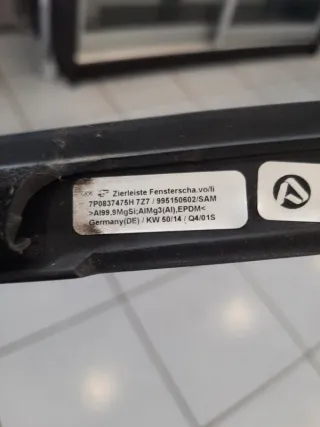 Zierleiste Fensterscha.vo/li
7P0837475H 7Z7 / 995150602/SAM
>Al99,9MgSi;AlMg3(Al),EPDM<
Germany(DE) / KW 50/14 / Q4/01S